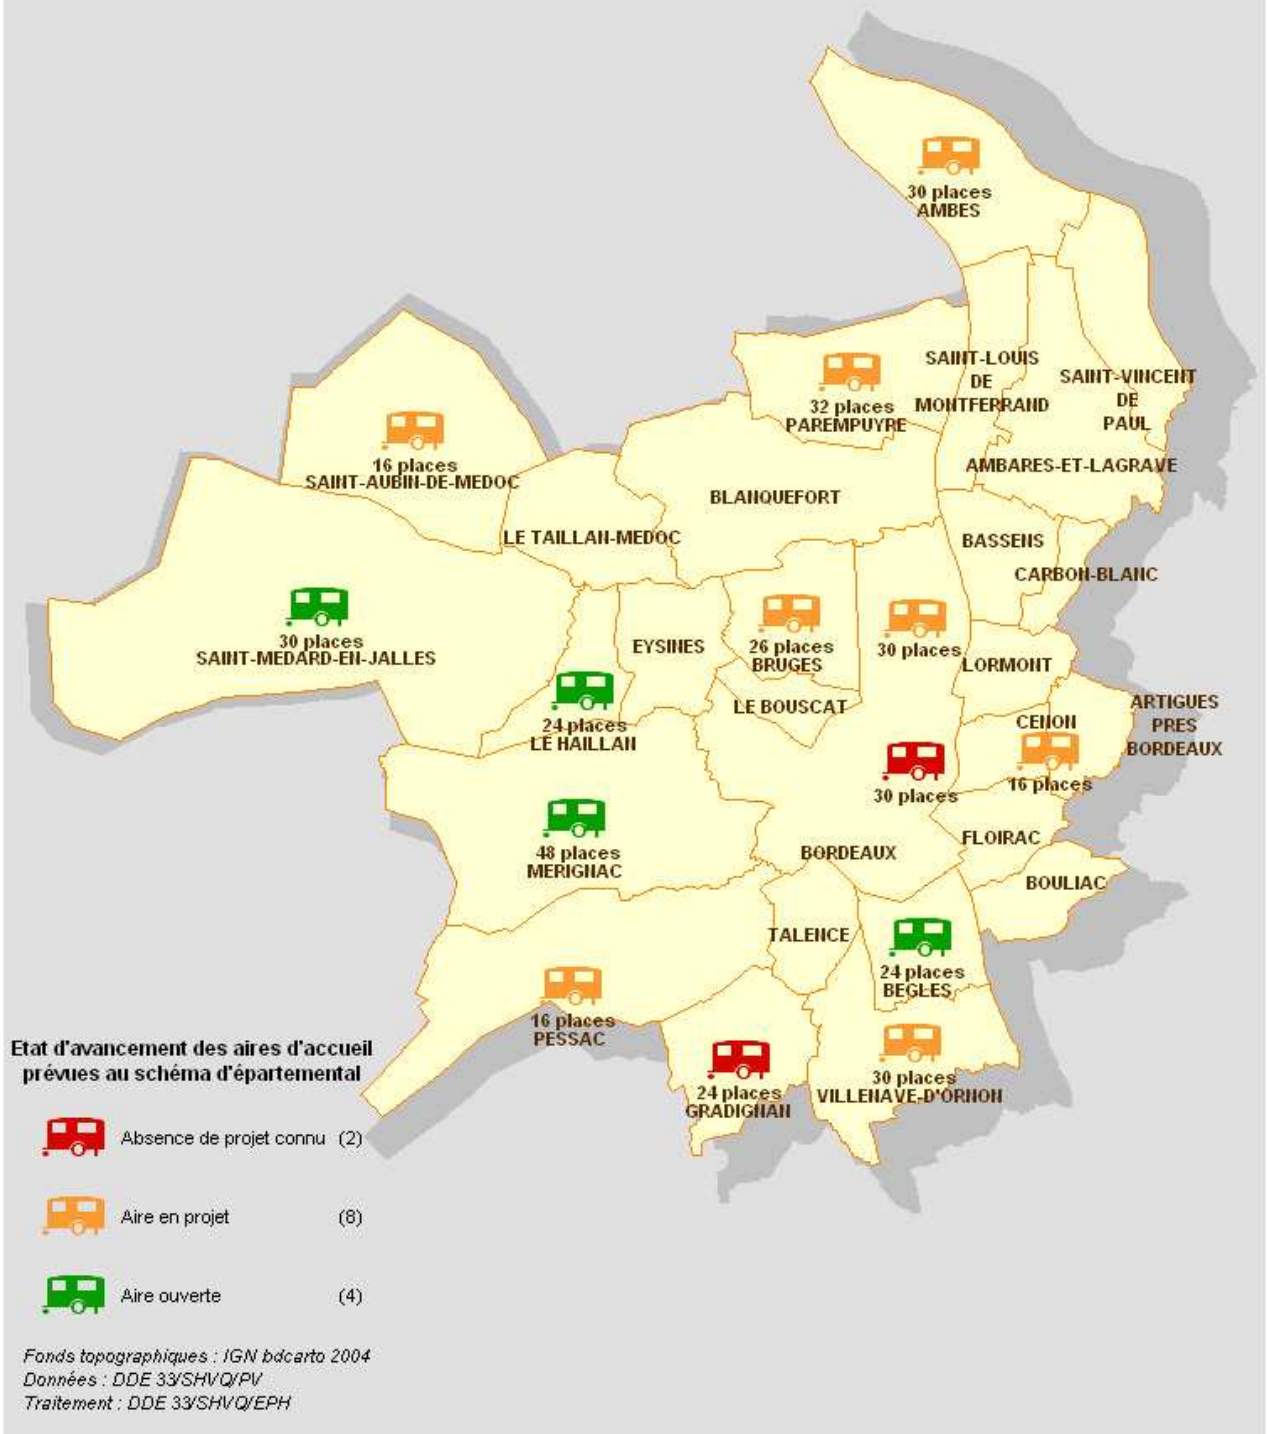 30 places
AMBES
SAINT-LOUIS
DE
MONTFERRAND
SAINT-VINCENT
DE
PAUL
32 places
PAREMPUYRE
16 places
SAINT-AUBIN-DE-MEDOC
AMBARES-ET-LAGRAVE
BLANQUEFORT
LE TAILLAN-MEDOC
BASSENS
CARBON-BLANC
30 places
SAINT-MEDARD-EN-JALLES
EYSINES
26 places
BRUGES
30 places
LORMONT
24 places
LE HAILLAN
LE BOUSCAT
CENON
16 places
ARTIGUES
PRES
BORDEAUX
30 places
48 places
MERIGNAC
BORDEAUX
FLOIRAC
BOULIAC
TALENCE
24 places
BEGLES
16 places
PESSAC
24 places
GRADIGNAN
30 places
VILLENAVE-D'ORNON
Etat d'avancement des aires d'accueil
prévues au schéma d'épartemental
Absence de projet connu (2)
Aire en projet (8)
Aire ouverte (4)
Fonds topographiques : IGN bdcarto 2004
Données : DDE 33/SHVQ/PV
Traitement : DDE 33/SHVQ/EPH